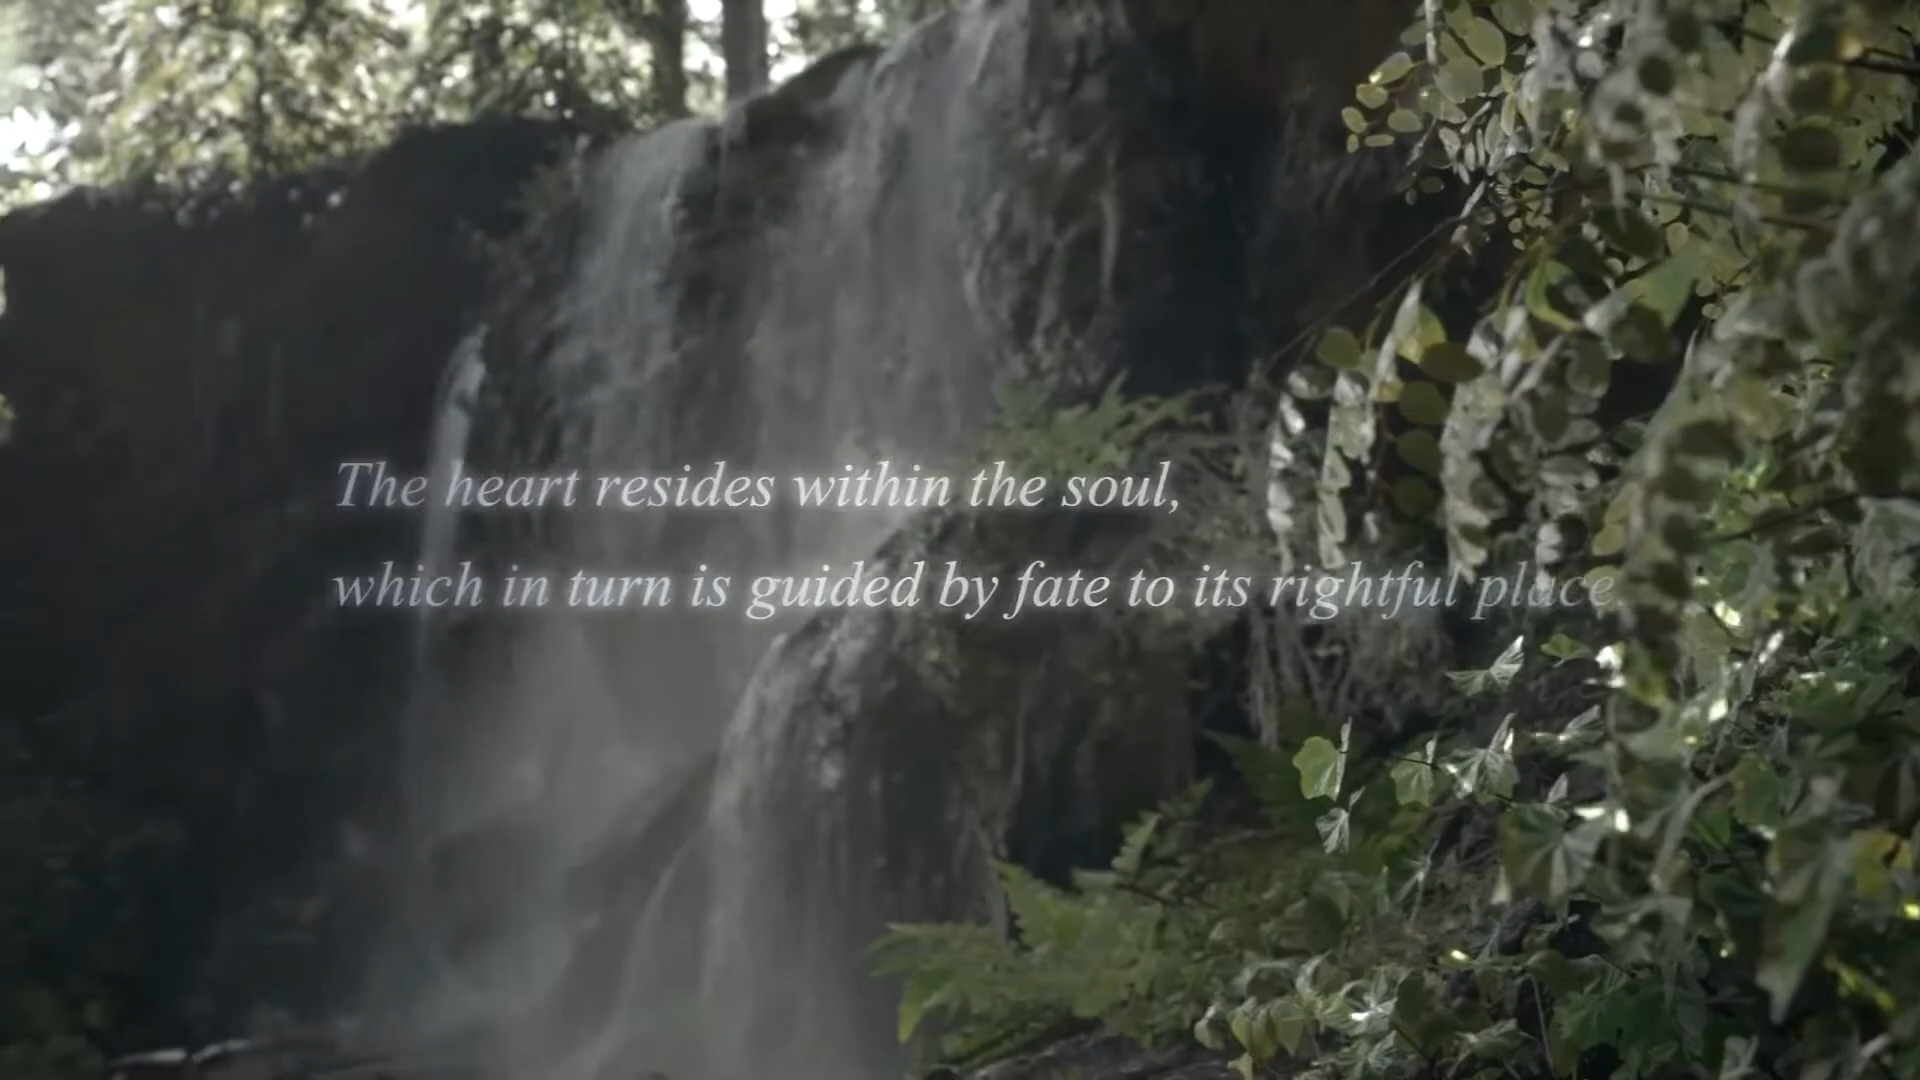 The heart resides within the soul,
which in turn is guided by fate to its rightful place